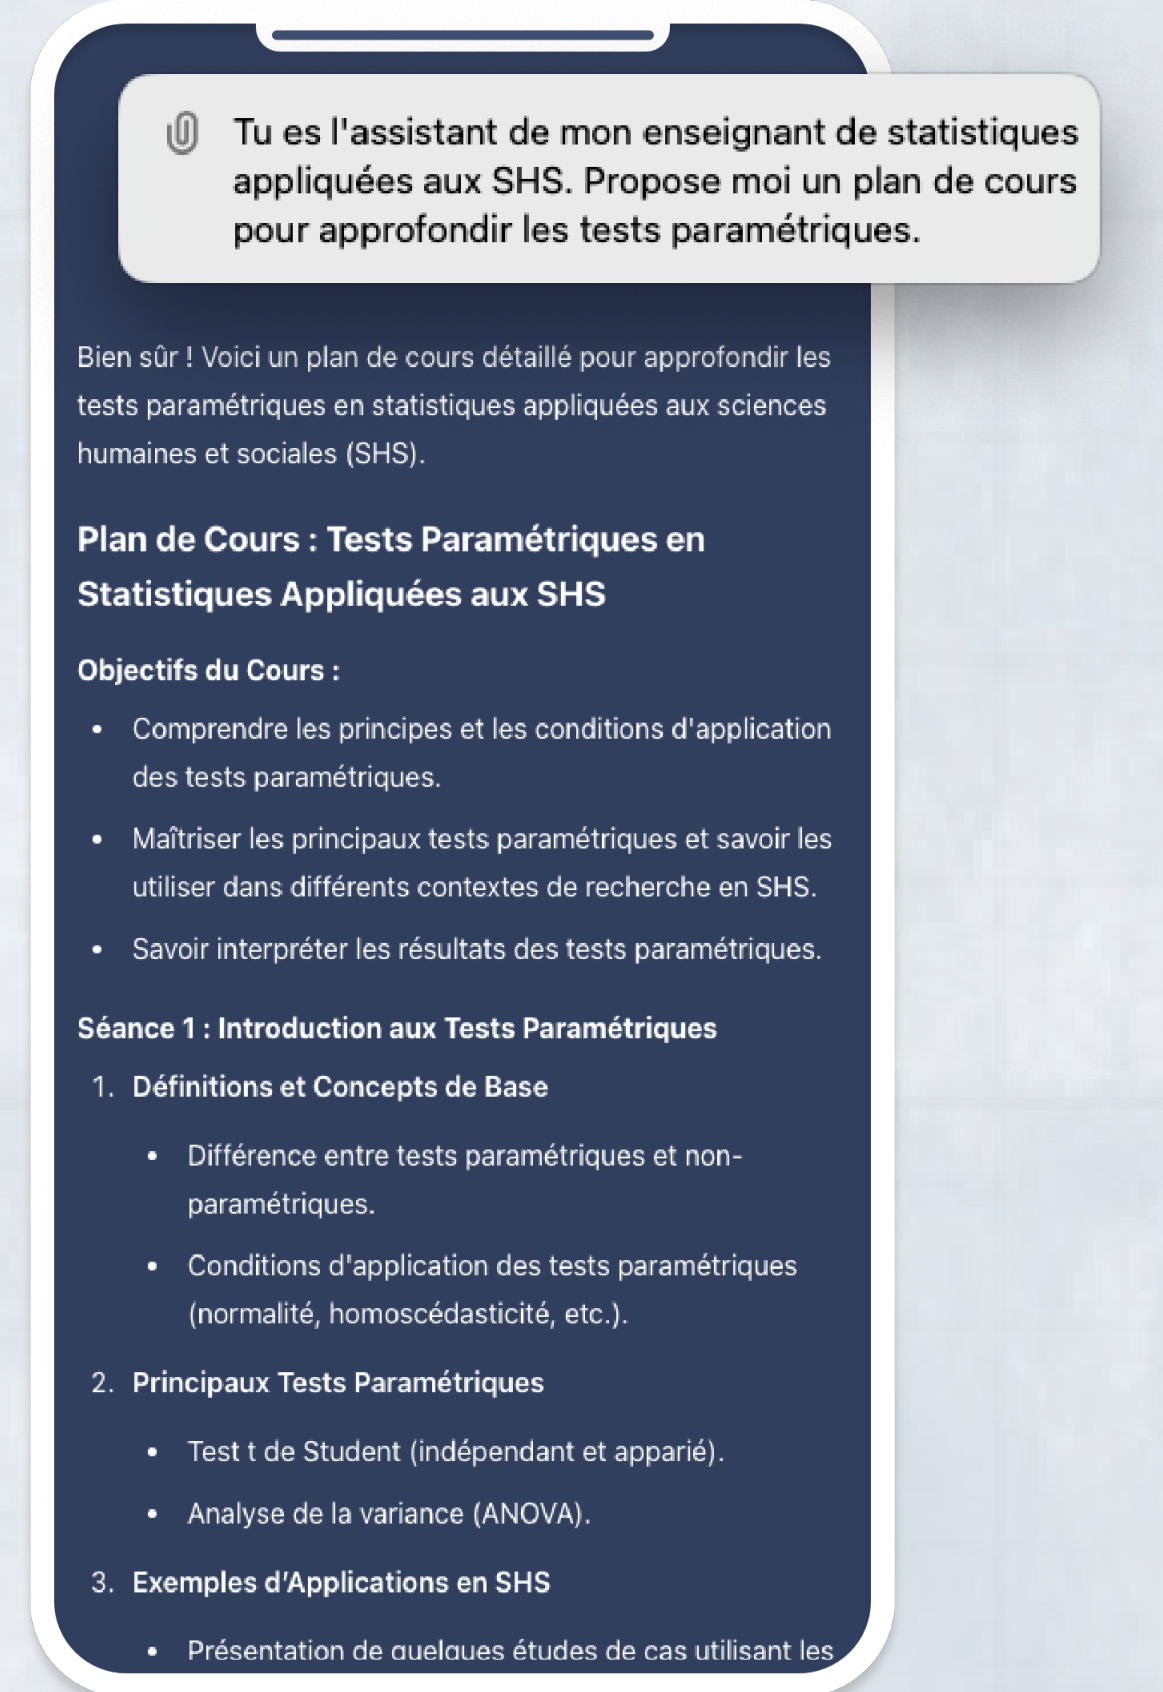 Tu es l'assistant de mon enseignant de statistiques
appliquées aux SHS. Propose moi un plan de cours
pour approfondir les tests paramétriques.
Bien sûr ! Voici un plan de cours détaillé pour approfondir les
tests paramétriques en statistiques appliquées aux sciences
humaines et sociales (SHS).
Plan de Cours : Tests Paramétriques en
Statistiques Appliquées aux SHS
Objectifs du Cours :
• Comprendre les principes et les conditions d'application
des tests paramétriques.
• Maîtriser les principaux tests paramétriques et savoir les
utiliser dans différents contextes de recherche en SHS.
• Savoir interpréter les résultats des tests paramétriques.
Séance 1 : Introduction aux Tests Paramétriques
1. Définitions et Concepts de Base
• Différence entre tests paramétriques et non-
paramétriques.
• Conditions d'application des tests paramétriques
(normalité, homoscédasticité, etc.).
2. Principaux Tests Paramétriques
• Test t de Student (indépendant et apparié).
• Analyse de la variance (ANOVA).
3. Exemples d’Applications en SHS
• Présentation de quelques études de cas utilisant les